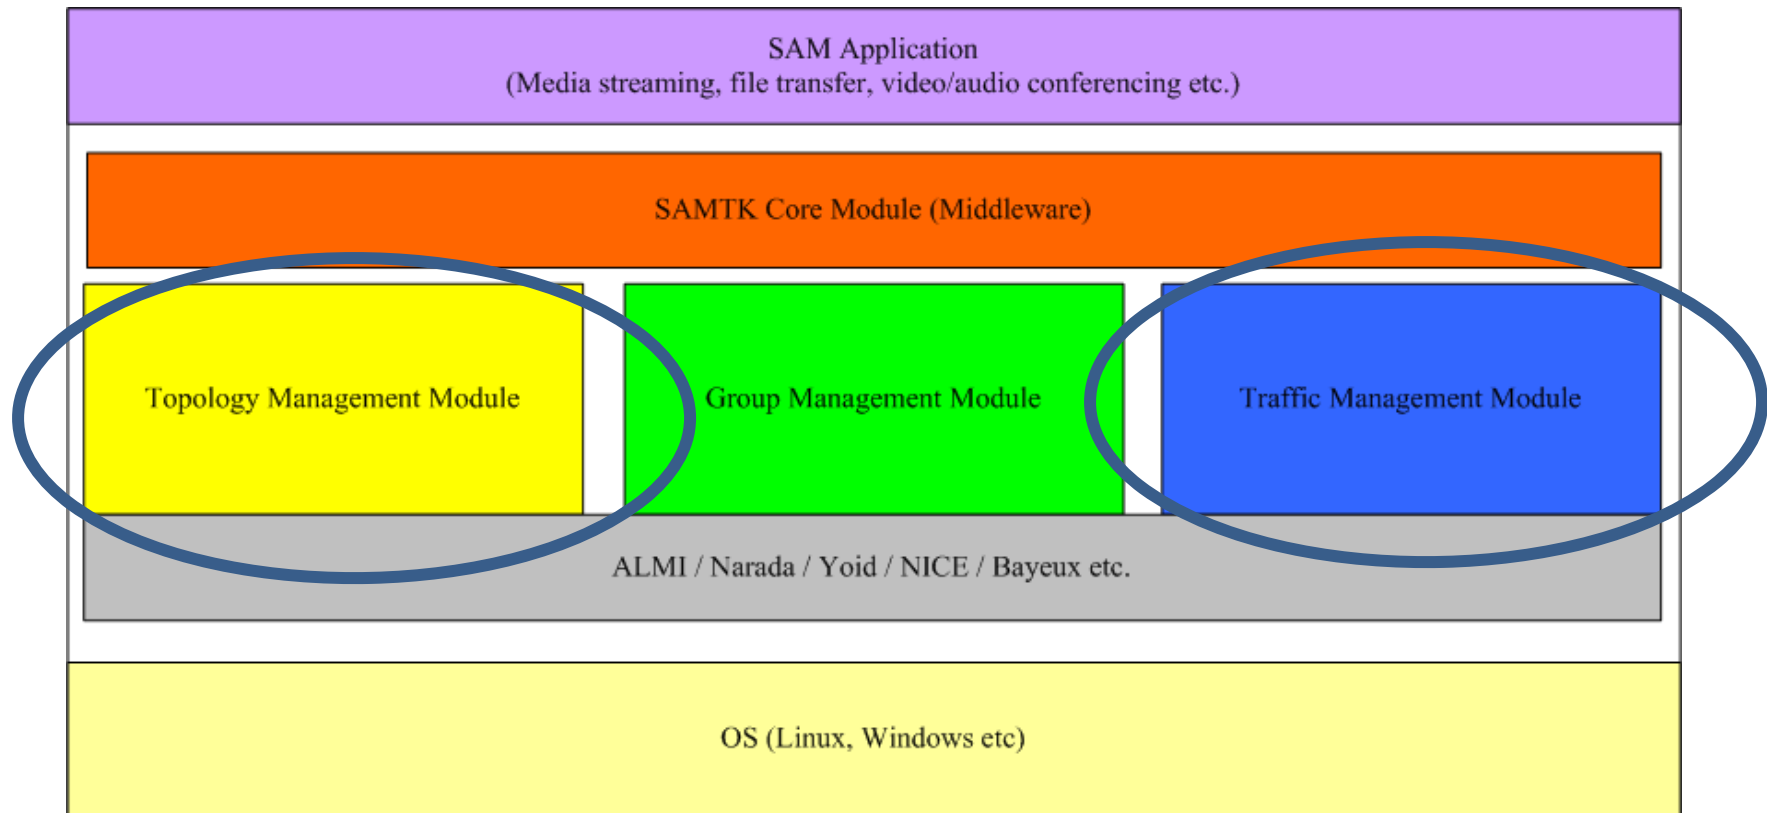 SAM Application
(Media streaming, file transfer, video/audio conferencing etc.)
SAMTK Core Module (Middleware)
Topology Management Module
Group Management Module
Traffic Management Module
ALMI / Narada / Yoid / NICE / Bayeux etc.
OS (Linux, Windows etc)